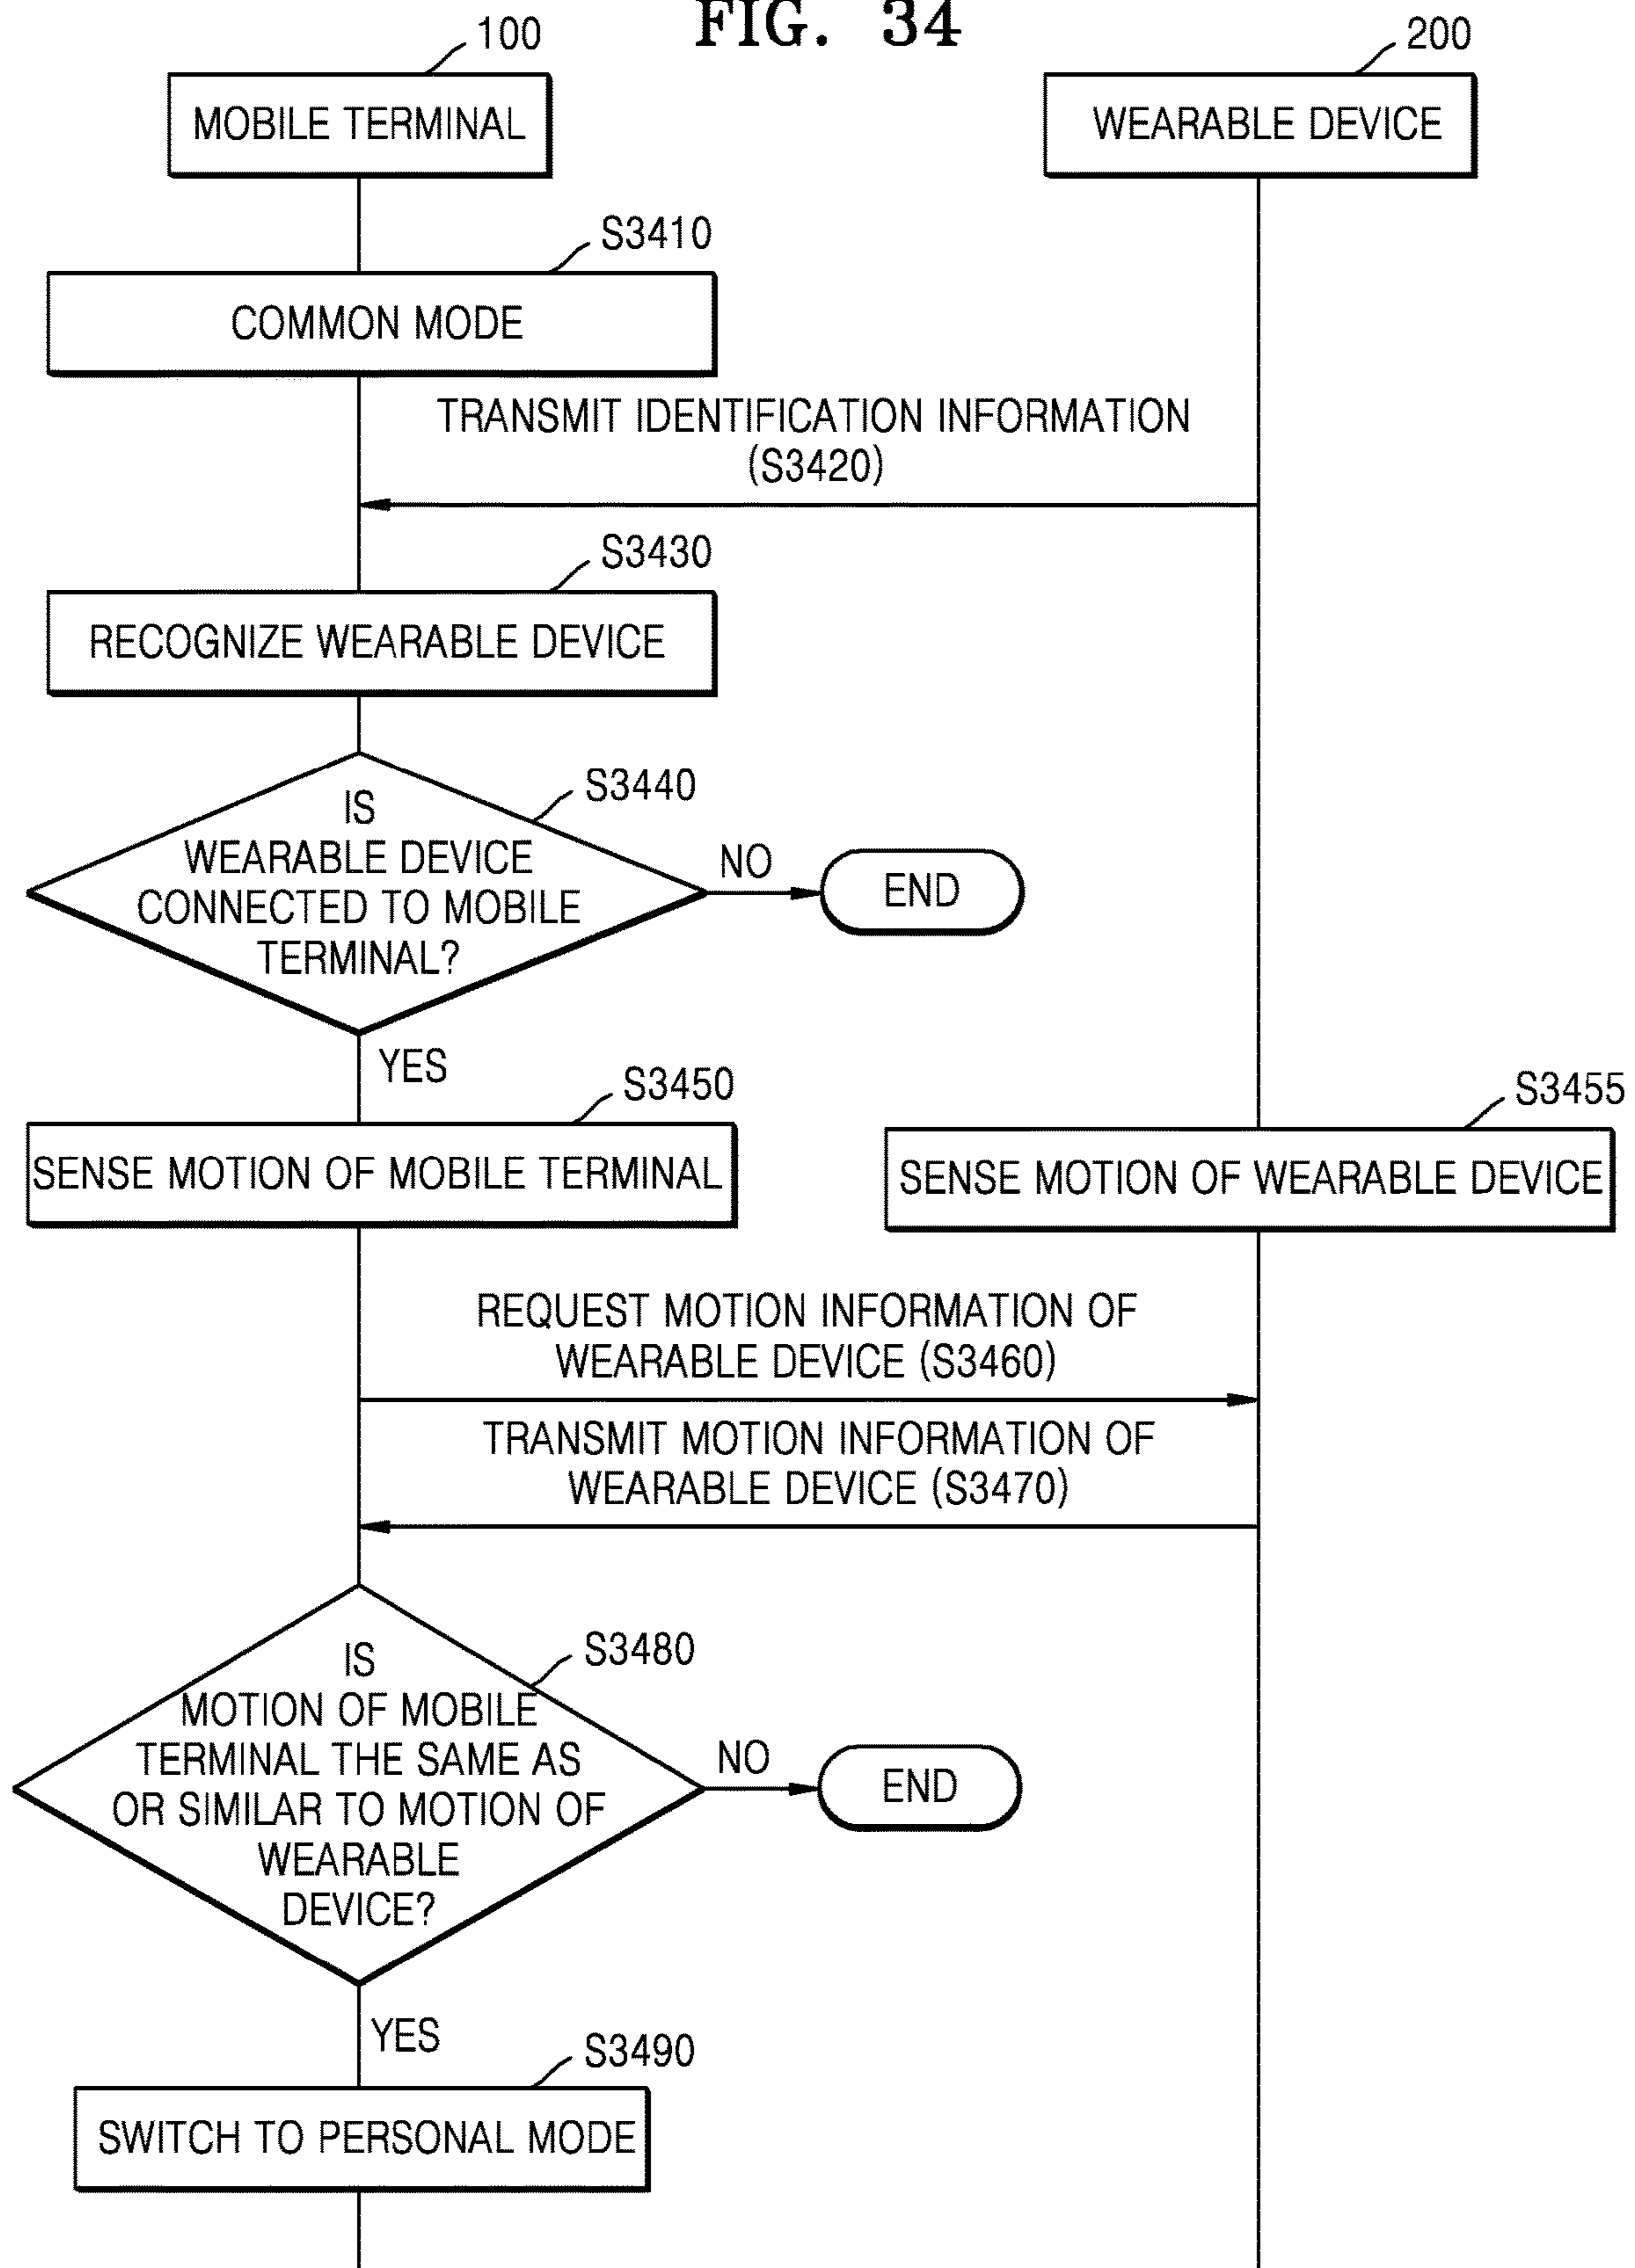 FIG. 34
100
200
MOBILE TERMINAL
WEARABLE DEVICE
S3410
COMMON MODE
TRANSMIT IDENTIFICATION INFORMATION
(S3420)
S3430
RECOGNIZE WEARABLE DEVICE
S3440
IS
WEARABLE DEVICE
CONNECTED TO MOBILE
TERMINAL?
NO
END
YES
S3450
S3455
SENSE MOTION OF MOBILE TERMINAL
SENSE MOTION OF WEARABLE DEVICE
REQUEST MOTION INFORMATION OF
WEARABLE DEVICE (S3460)
TRANSMIT MOTION INFORMATION OF
WEARABLE DEVICE (S3470)
S3480
IS
MOTION OF MOBILE
TERMINAL THE SAME AS
OR SIMILAR TO MOTION OF
WEARABLE
DEVICE?
NO
END
YES
S3490
SWITCH TO PERSONAL MODE